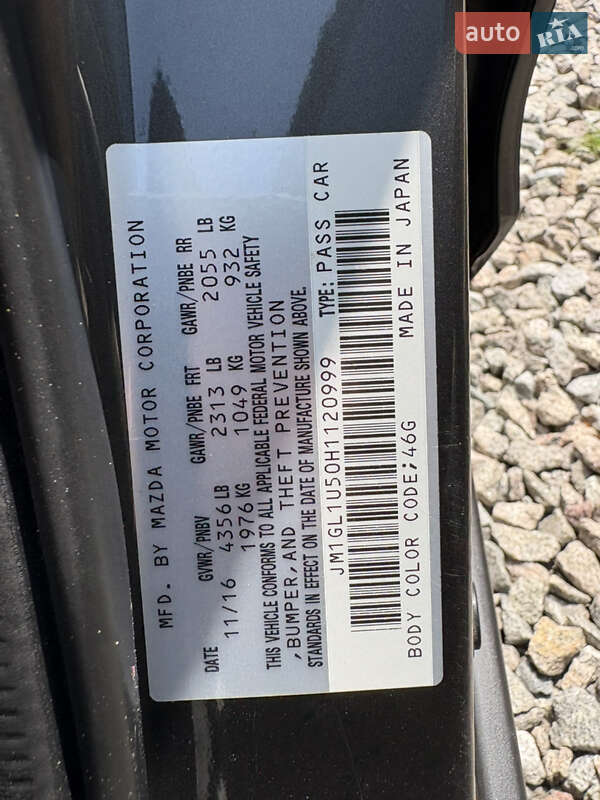 auto RIA.com
MFD. BY MAZDA MOTOR CORPORATION
DATE GVWR/PNBV GAWR/PNBE FRT GAWR/PNBE RR
11/16 4356 LB 2313 LB 2055 LB
1976 KG 1049 KG 932 KG
THIS VEHICLE CONFORMS TO ALL APPLICABLE FEDERAL MOTOR VEHICLE SAFETY
,BUMPER,AND THEFT PREVENTION
STANDARDS IN EFFECT ON THE DATE OF MANUFACTURE SHOWN ABOVE.
JM1GL1U50H1120999 TYPE: PASS CAR
BODY COLOR CODE;46G MADE IN JAPAN